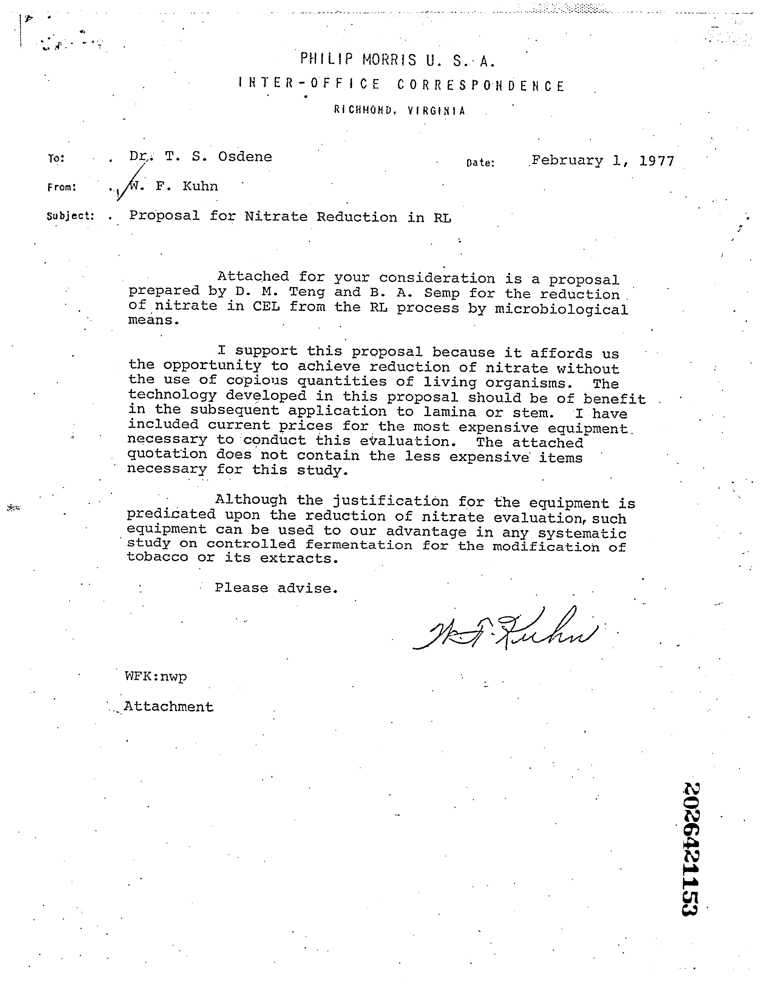 PHILIP MORRIS U. S. A.
INTER-OFFICE CORRESPONDENCE
RICHMOND, VIRGINIA
To: Dr. T. S. Osdene Date: February 1, 1977
From: W. F. Kuhn
Subject: Proposal for Nitrate Reduction in RL
Attached for your consideration is a proposal
prepared by D. M. Teng and B. A. Semp for the reduction
of nitrate in CEL from the RL process by microbiological
means.
I support this proposal because it affords us
the opportunity to achieve reduction of nitrate without
the use of copious quantities of living organisms. The
technology developed in this proposal should be of benefit
in the subsequent application to lamina or stem. I have
included current prices for the most expensive equipment
necessary to conduct this evaluation. The attached
quotation does not contain the less expensive items
necessary for this study.
Although the justification for the equipment is
predicated upon the reduction of nitrate evaluation, such
equipment can be used to our advantage in any systematic
study on controlled fermentation for the modification of
tobacco or its extracts.
Please advise.
W. F. Kuhn
WFK:nwp
Attachment
2026421153